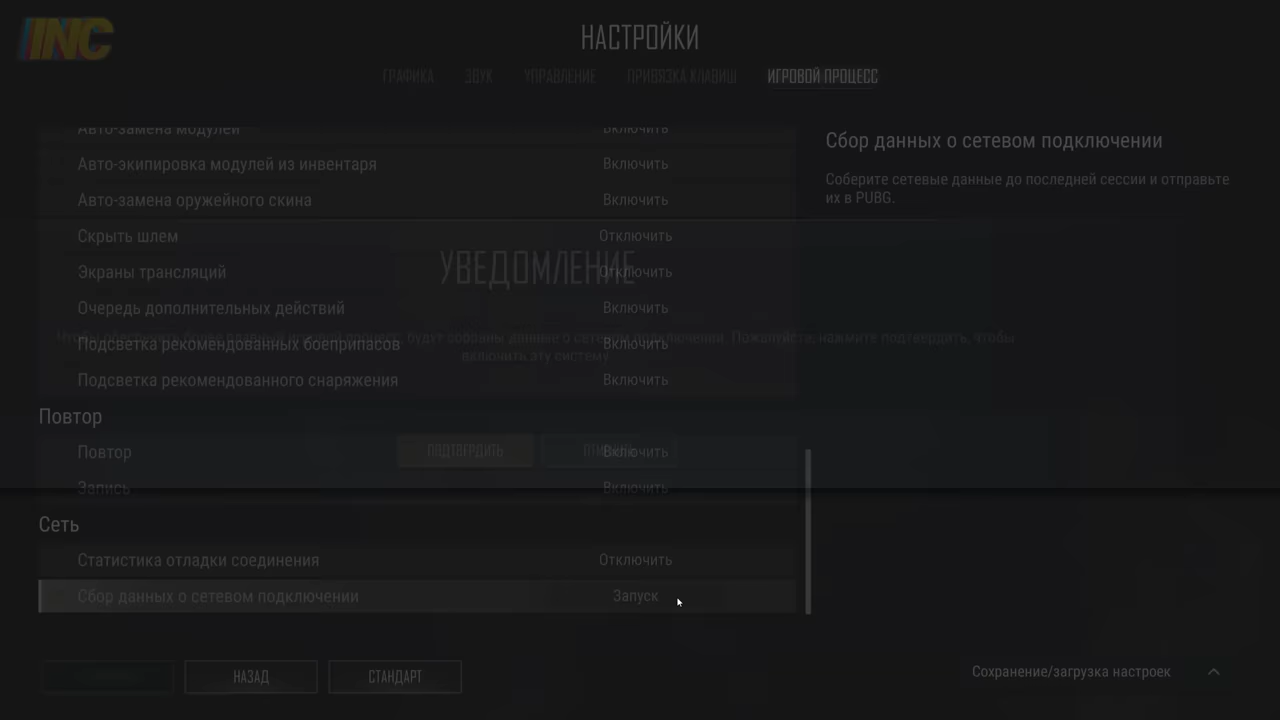 INC
НАСТРОЙКИ
ГРАФИКА ЗВУК УПРАВЛЕНИЕ ПРИВЯЗКА КЛАВИШ ИГРОВОЙ ПРОЦЕСС
Авто-замена модулей Включить
Авто-экипировка модулей из инвентаря Включить
Авто-замена оружейного скина Включить
Скрыть шлем Отключить
Экраны трансляций Отключить
Очередь дополнительных действий Включить
Подсветка рекомендованных боеприпасов Включить
Подсветка рекомендованного снаряжения Включить
Повтор
Повтор Включить
Запись Включить
Сеть
Статистика отладки соединения Отключить
Сбор данных о сетевом подключении Запуск
Сбор данных о сетевом подключении
Соберите сетевые данные до последней сессии и отправьте
их в PUBG.
УВЕДОМЛЕНИЕ
будут собраны данные о сетевом подключении. Пожалуйста, нажмите подтвердить, чтобы
включить эту систему
ПОДТВЕРДИТЬ
НАЗАД СТАНДАРТ
Сохранение/загрузка настроек